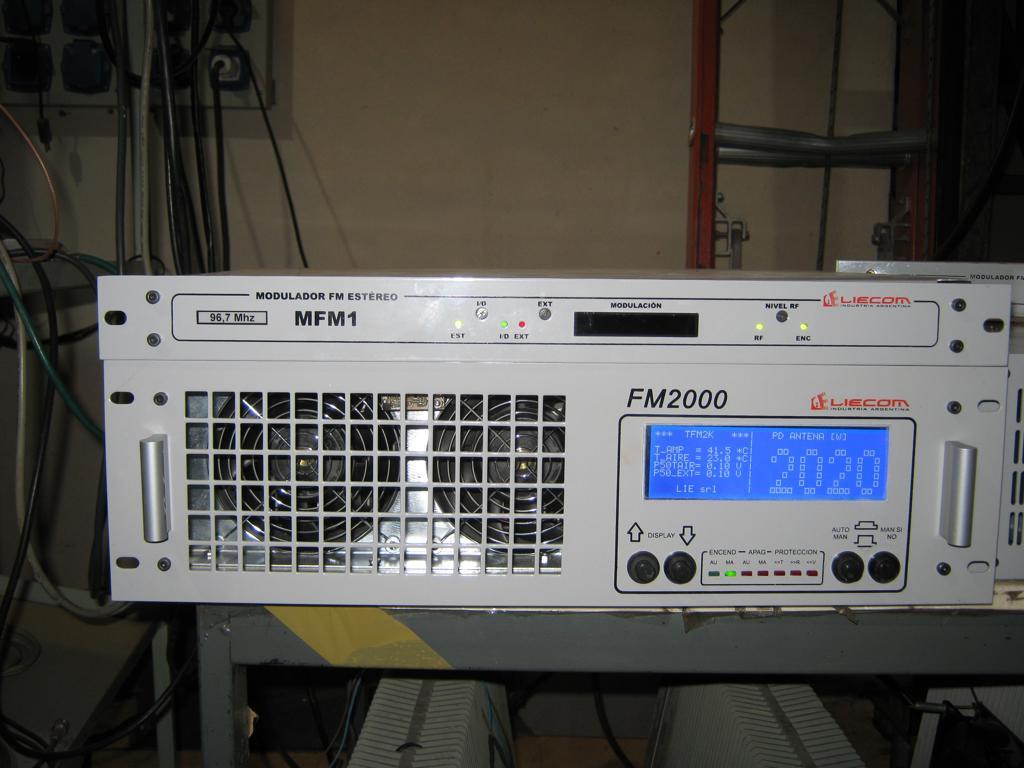 MODULADOR FM ESTÉREO
96,7 Mhz
MFM1
I/D
EXT
EST
I/D EXT
MODULACIÓN
NIVEL RF
RF
ENC
LIECOM
INDUSTRIA ARGENTINA
MODULADOR FM
FM2000
LIECOM
INDUSTRIA ARGENTINA
*** TFM2K ***
T_AMP = 41.5 °C
T_AIRE = 23.0 °C
P50TAIR= 0.10 V
P50_EXT= 0.10 V
LIE srl
PD ANTENA [W]
DISPLAY
AUTO
MAN
MAN SI
NO
ENCEND — APAG — PROTECCION
AU MA AU MA <<T >>R <<V